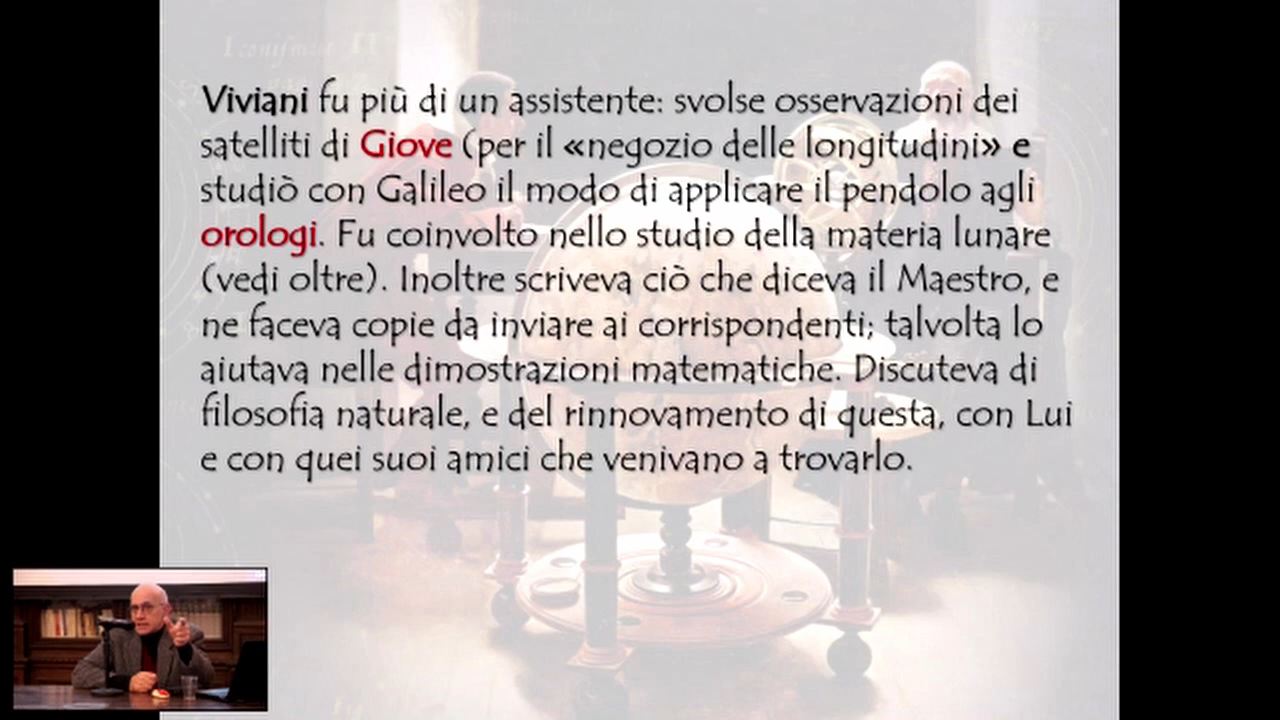 Viviani fu più di un assistente: svolse osservazioni dei
satelliti di Giove (per il «negozio delle longitudini» e
studiò con Galileo il modo di applicare il pendolo agli
orologi. Fu coinvolto nello studio della materia lunare
(vedi oltre). Inoltre scriveva ciò che diceva il Maestro, e
ne faceva copie da inviare ai corrispondenti; talvolta lo
aiutava nelle dimostrazioni matematiche. Discuteva di
filosofia naturale, e del rinnovamento di questa, con Lui
e con quei suoi amici che venivano a trovarlo.